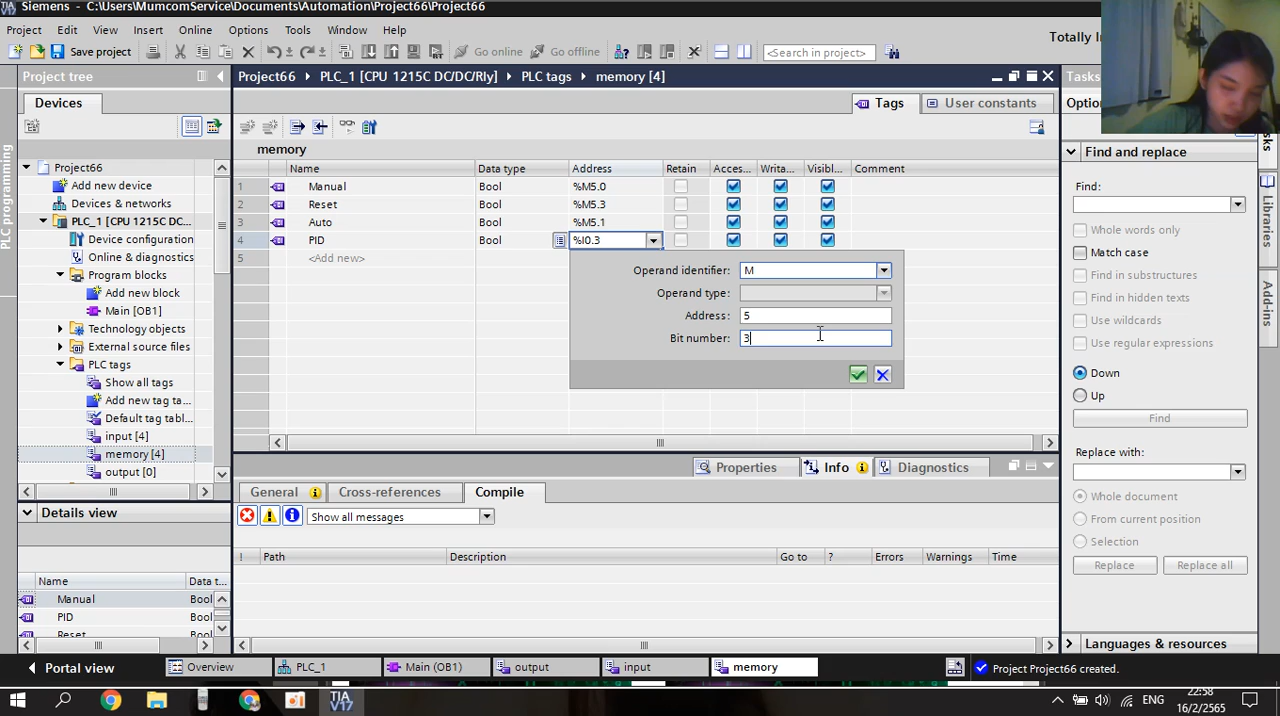 Siemens - C:\Users\MumcomService\Documents\Automation\Project66\Project66
Project Edit View Insert Online Options Tools Window Help
Totally In
Save project
Go online
Go offline
<Search in project>
Project tree
Project66 PLC_1 [CPU 1215C DC/DC/Rly] PLC tags memory [4]
Tasks
Devices
Tags
User constants
Optio
PLC programming
memory
Find and replace
Name Data type Address Retain Acces... Writa... Visibl... Comment
1 Manual Bool %M5.0
2 Reset Bool %M5.3
3 Auto Bool %M5.1
4 PID Bool %I0.3
5 <Add new>
Operand identifier: M
Operand type:
Address: 5
Bit number: 3
Project66
Add new device
Devices & networks
PLC_1 [CPU 1215C DC...
Device configuration
Online & diagnostics
Program blocks
Add new block
Main [OB1]
Technology objects
External source files
PLC tags
Show all tags
Add new tag ta...
Default tag tabl...
input [4]
memory [4]
output [0]
Find:
Whole words only
Match case
Find in substructures
Find in hidden texts
Use wildcards
Use regular expressions
Down
Up
Find
Replace with:
Whole document
From current position
Selection
Replace
Replace all
Languages & resources
Tasks
Libraries
Add-ins
Properties
Info
Diagnostics
General
Cross-references
Compile
Show all messages
! Path Description Go to ? Errors Warnings Time
Details view
Name Data t...
Manual Bool
PID Bool
Reset Bool
Portal view
Overview
PLC_1
Main (OB1)
output
input
memory
Project Project66 created.
TIA
V17
ENG
22:58
16/2/2565